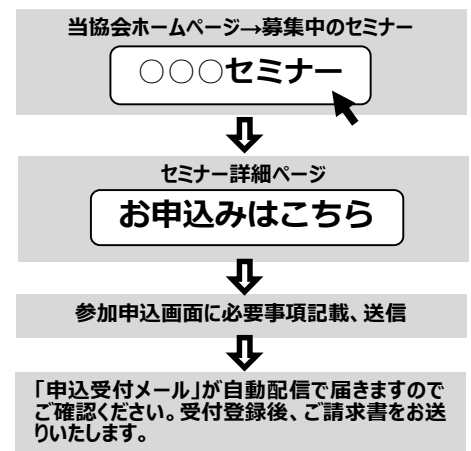 当協会ホームページ→募集中のセミナー
○○○セミナー
セミナー詳細ページ
お申込みはこちら
参加申込画面に必要事項記載、送信
「申込受付メール」が自動配信で届きますので
ご確認ください。受付登録後、ご請求書をお送
りいたします。